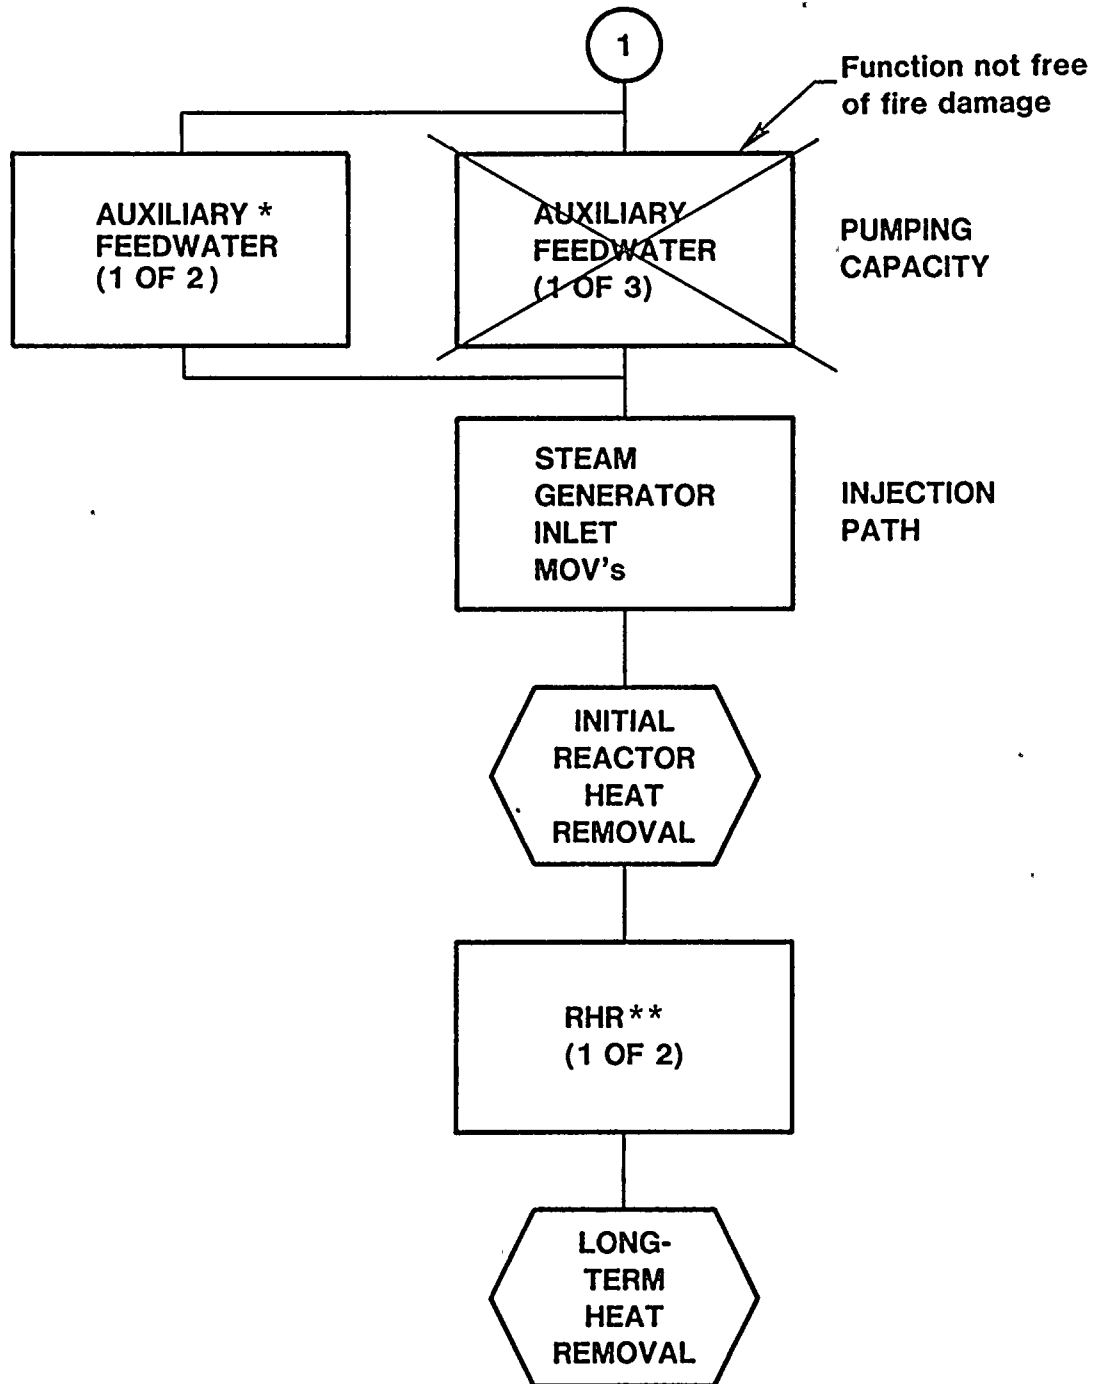 1
Function not free
of fire damage
AUXILIARY *
FEEDWATER
(1 OF 2)
AUXILIARY
FEEDWATER
(1 OF 3)
PUMPING
CAPACITY
STEAM
GENERATOR
INLET
MOV's
INJECTION
PATH
INITIAL
REACTOR
HEAT
REMOVAL
RHR**
(1 OF 2)
LONG-
TERM
HEAT
REMOVAL